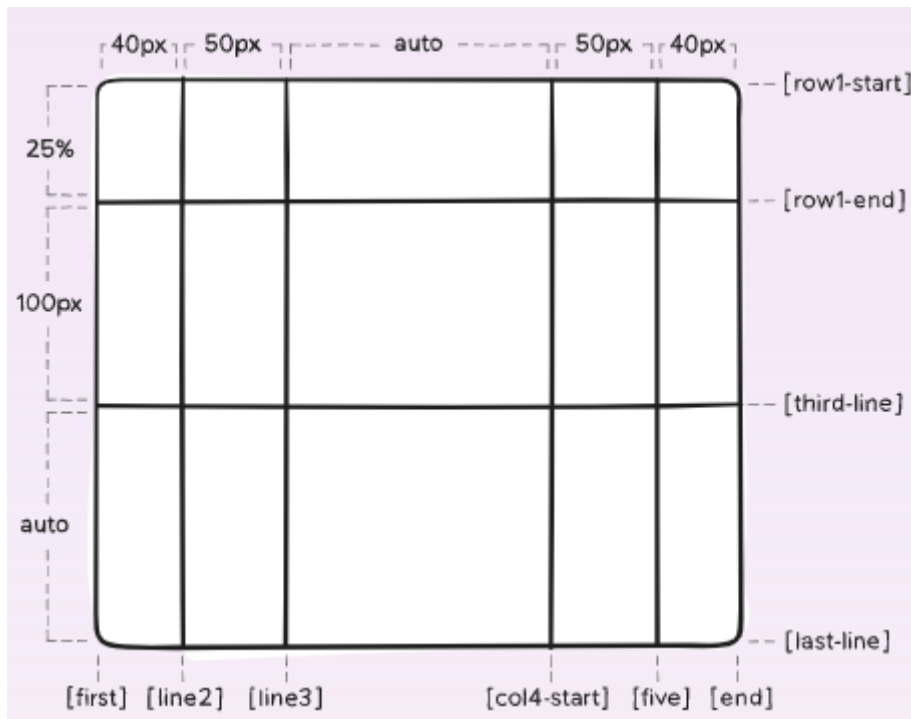 40px 50px auto 50px 40px
[row1-start]
25%
[row1-end]
100px
[third-line]
auto
[last-line]
[first] [line2] [line3] [col4-start] [five] [end]